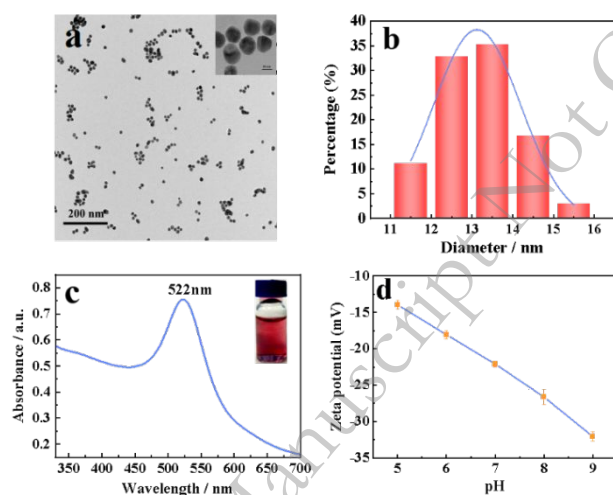 a
200 nm
b
Percentage (%)
40
35
30
25
20
15
10
5
0
11 12 13 14 15 16
Diameter / nm
c
522nm
Absorbance / a.u.
0.8
0.7
0.6
0.5
0.4
0.3
0.2
350 400 450 500 550 600 650 700
Wavelength / nm
d
Zeta potential (mV)
-10
-15
-20
-25
-30
-35
5 6 7 8 9
pH
Manuscript Not